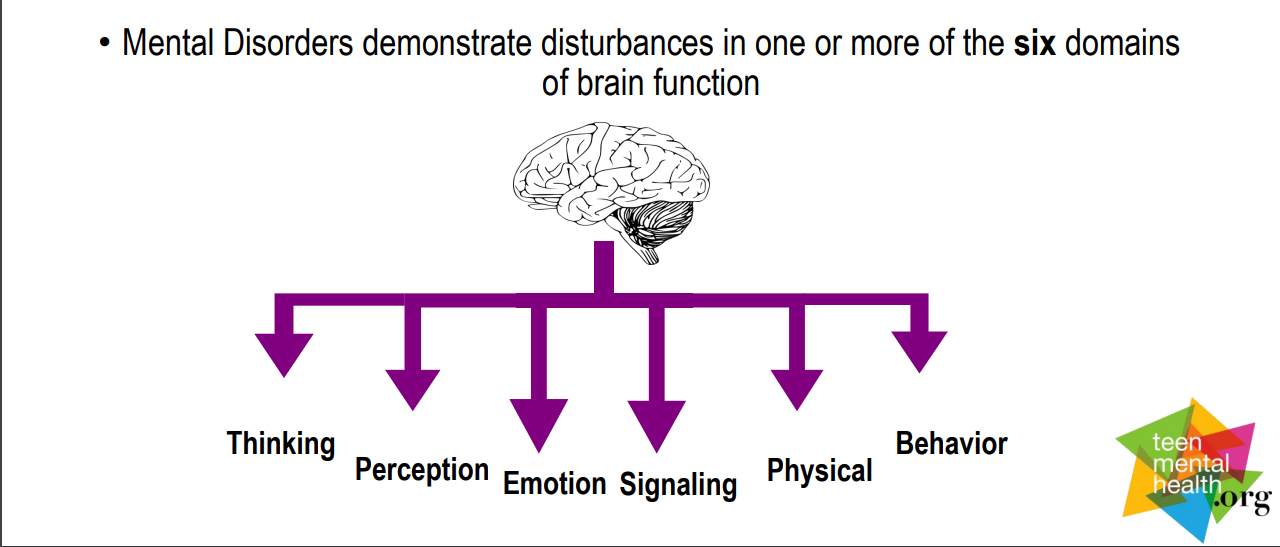 • Mental Disorders demonstrate disturbances in one or more of the six domains
of brain function
Thinking
Perception
Emotion
Signaling
Physical
Behavior
teen
mental
health
.org